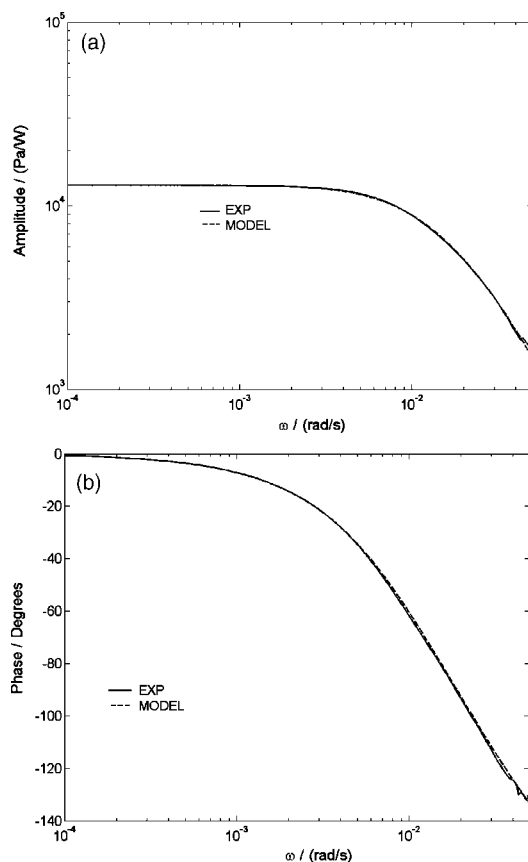 (a)
10^5
10^4
10^3
Amplitude / (Pa/W)
EXP
MODEL
10^-4 10^-3 10^-2
ω / (rad/s)
(b)
0
-20
-40
-60
-80
-100
-120
-140
Phase / Degrees
EXP
MODEL
10^-4 10^-3 10^-2
ω / (rad/s)